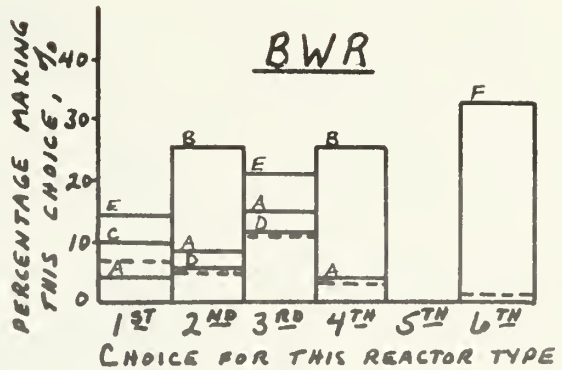 BWR
PERCENTAGE MAKING
THIS CHOICE, %
40
30
20
10
0
E
C
A
B
A
D
E
A
D
B
A
F
1ST 2ND 3RD 4TH 5TH 6TH
CHOICE FOR THIS REACTOR TYPE